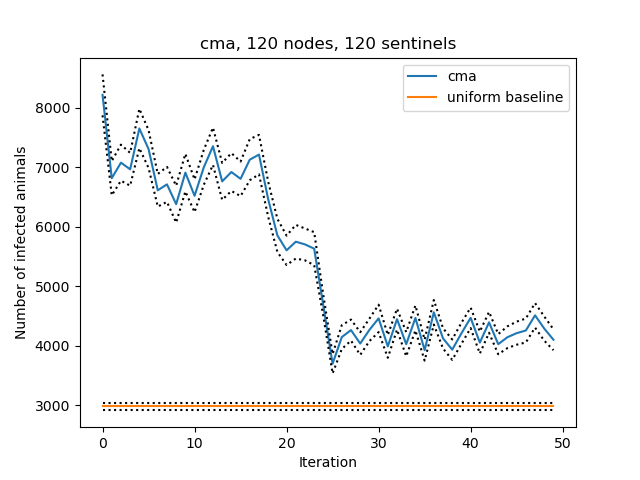 cma, 120 nodes, 120 sentinels
cma
uniform baseline
Number of infected animals
8000
7000
6000
5000
4000
3000
0 10 20 30 40 50
Iteration